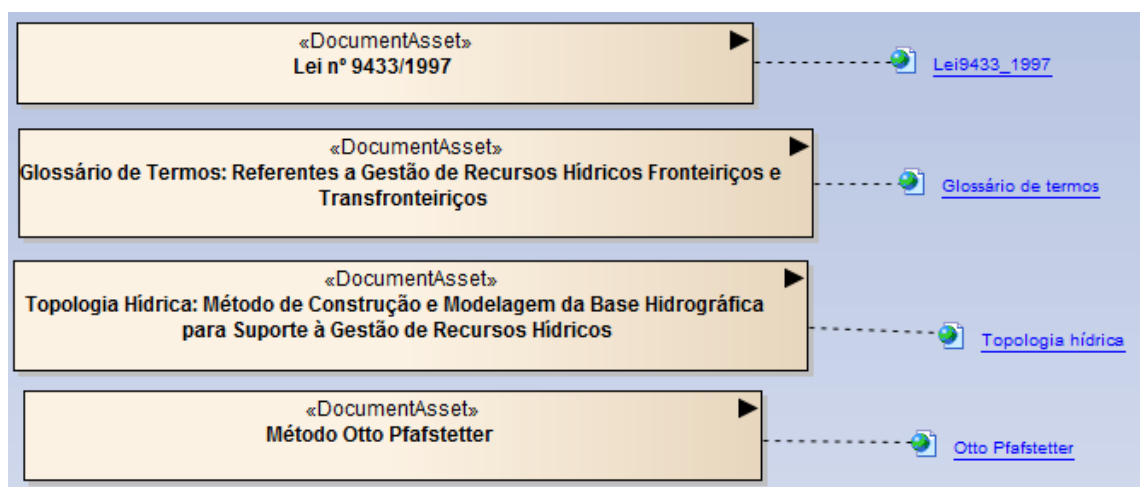 «DocumentAsset»
Lei nº 9433/1997
Lei9433_1997
«DocumentAsset»
Glossário de Termos: Referentes a Gestão de Recursos Hídricos Fronteiriços e
Transfronteiriços
Glossário de termos
«DocumentAsset»
Topologia Hídrica: Método de Construção e Modelagem da Base Hidrográfica
para Suporte à Gestão de Recursos Hídricos
Topologia hídrica
«DocumentAsset»
Método Otto Pfafstetter
Otto Pfafstetter